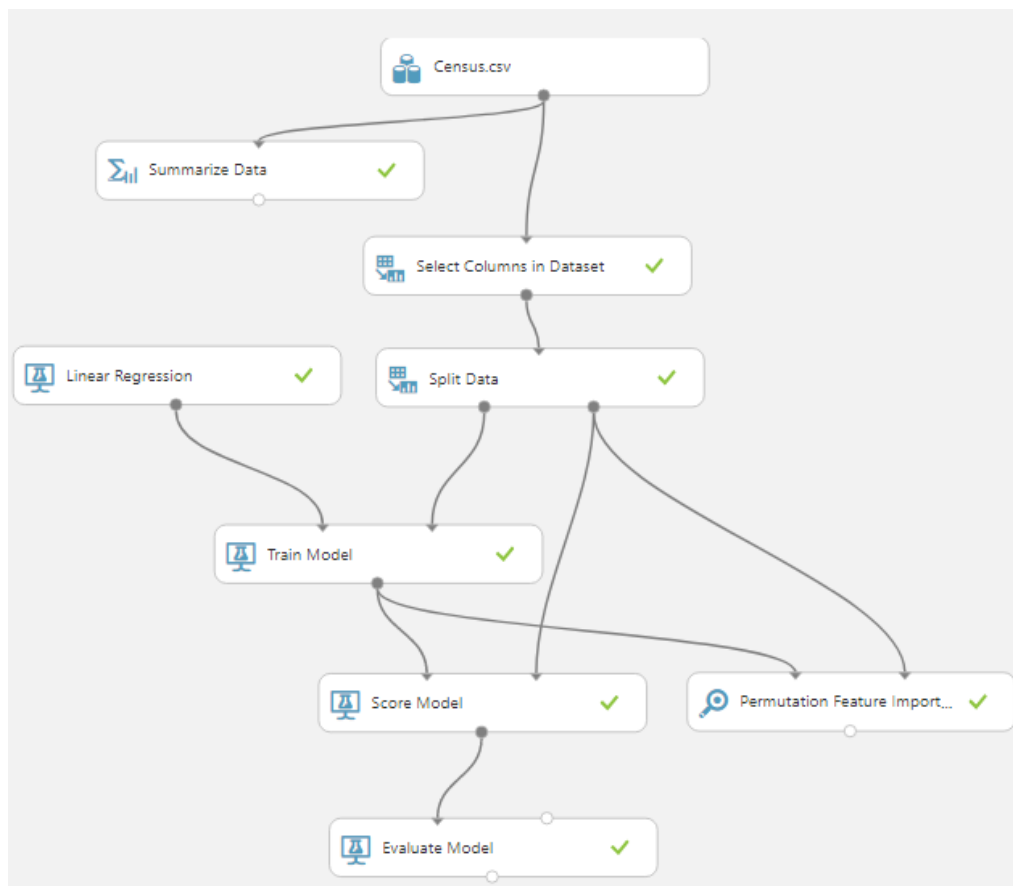 Census.csv
Summarize Data
Select Columns in Dataset
Linear Regression
Split Data
Train Model
Score Model
Permutation Feature Import...
Evaluate Model